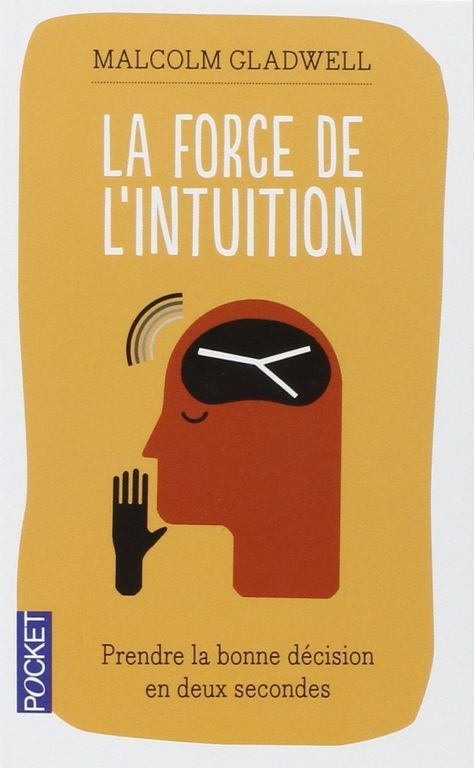 MALCOLM GLADWELL
LA FORCE DE
L'INTUITION
Prendre la bonne décision
en deux secondes
POCKET